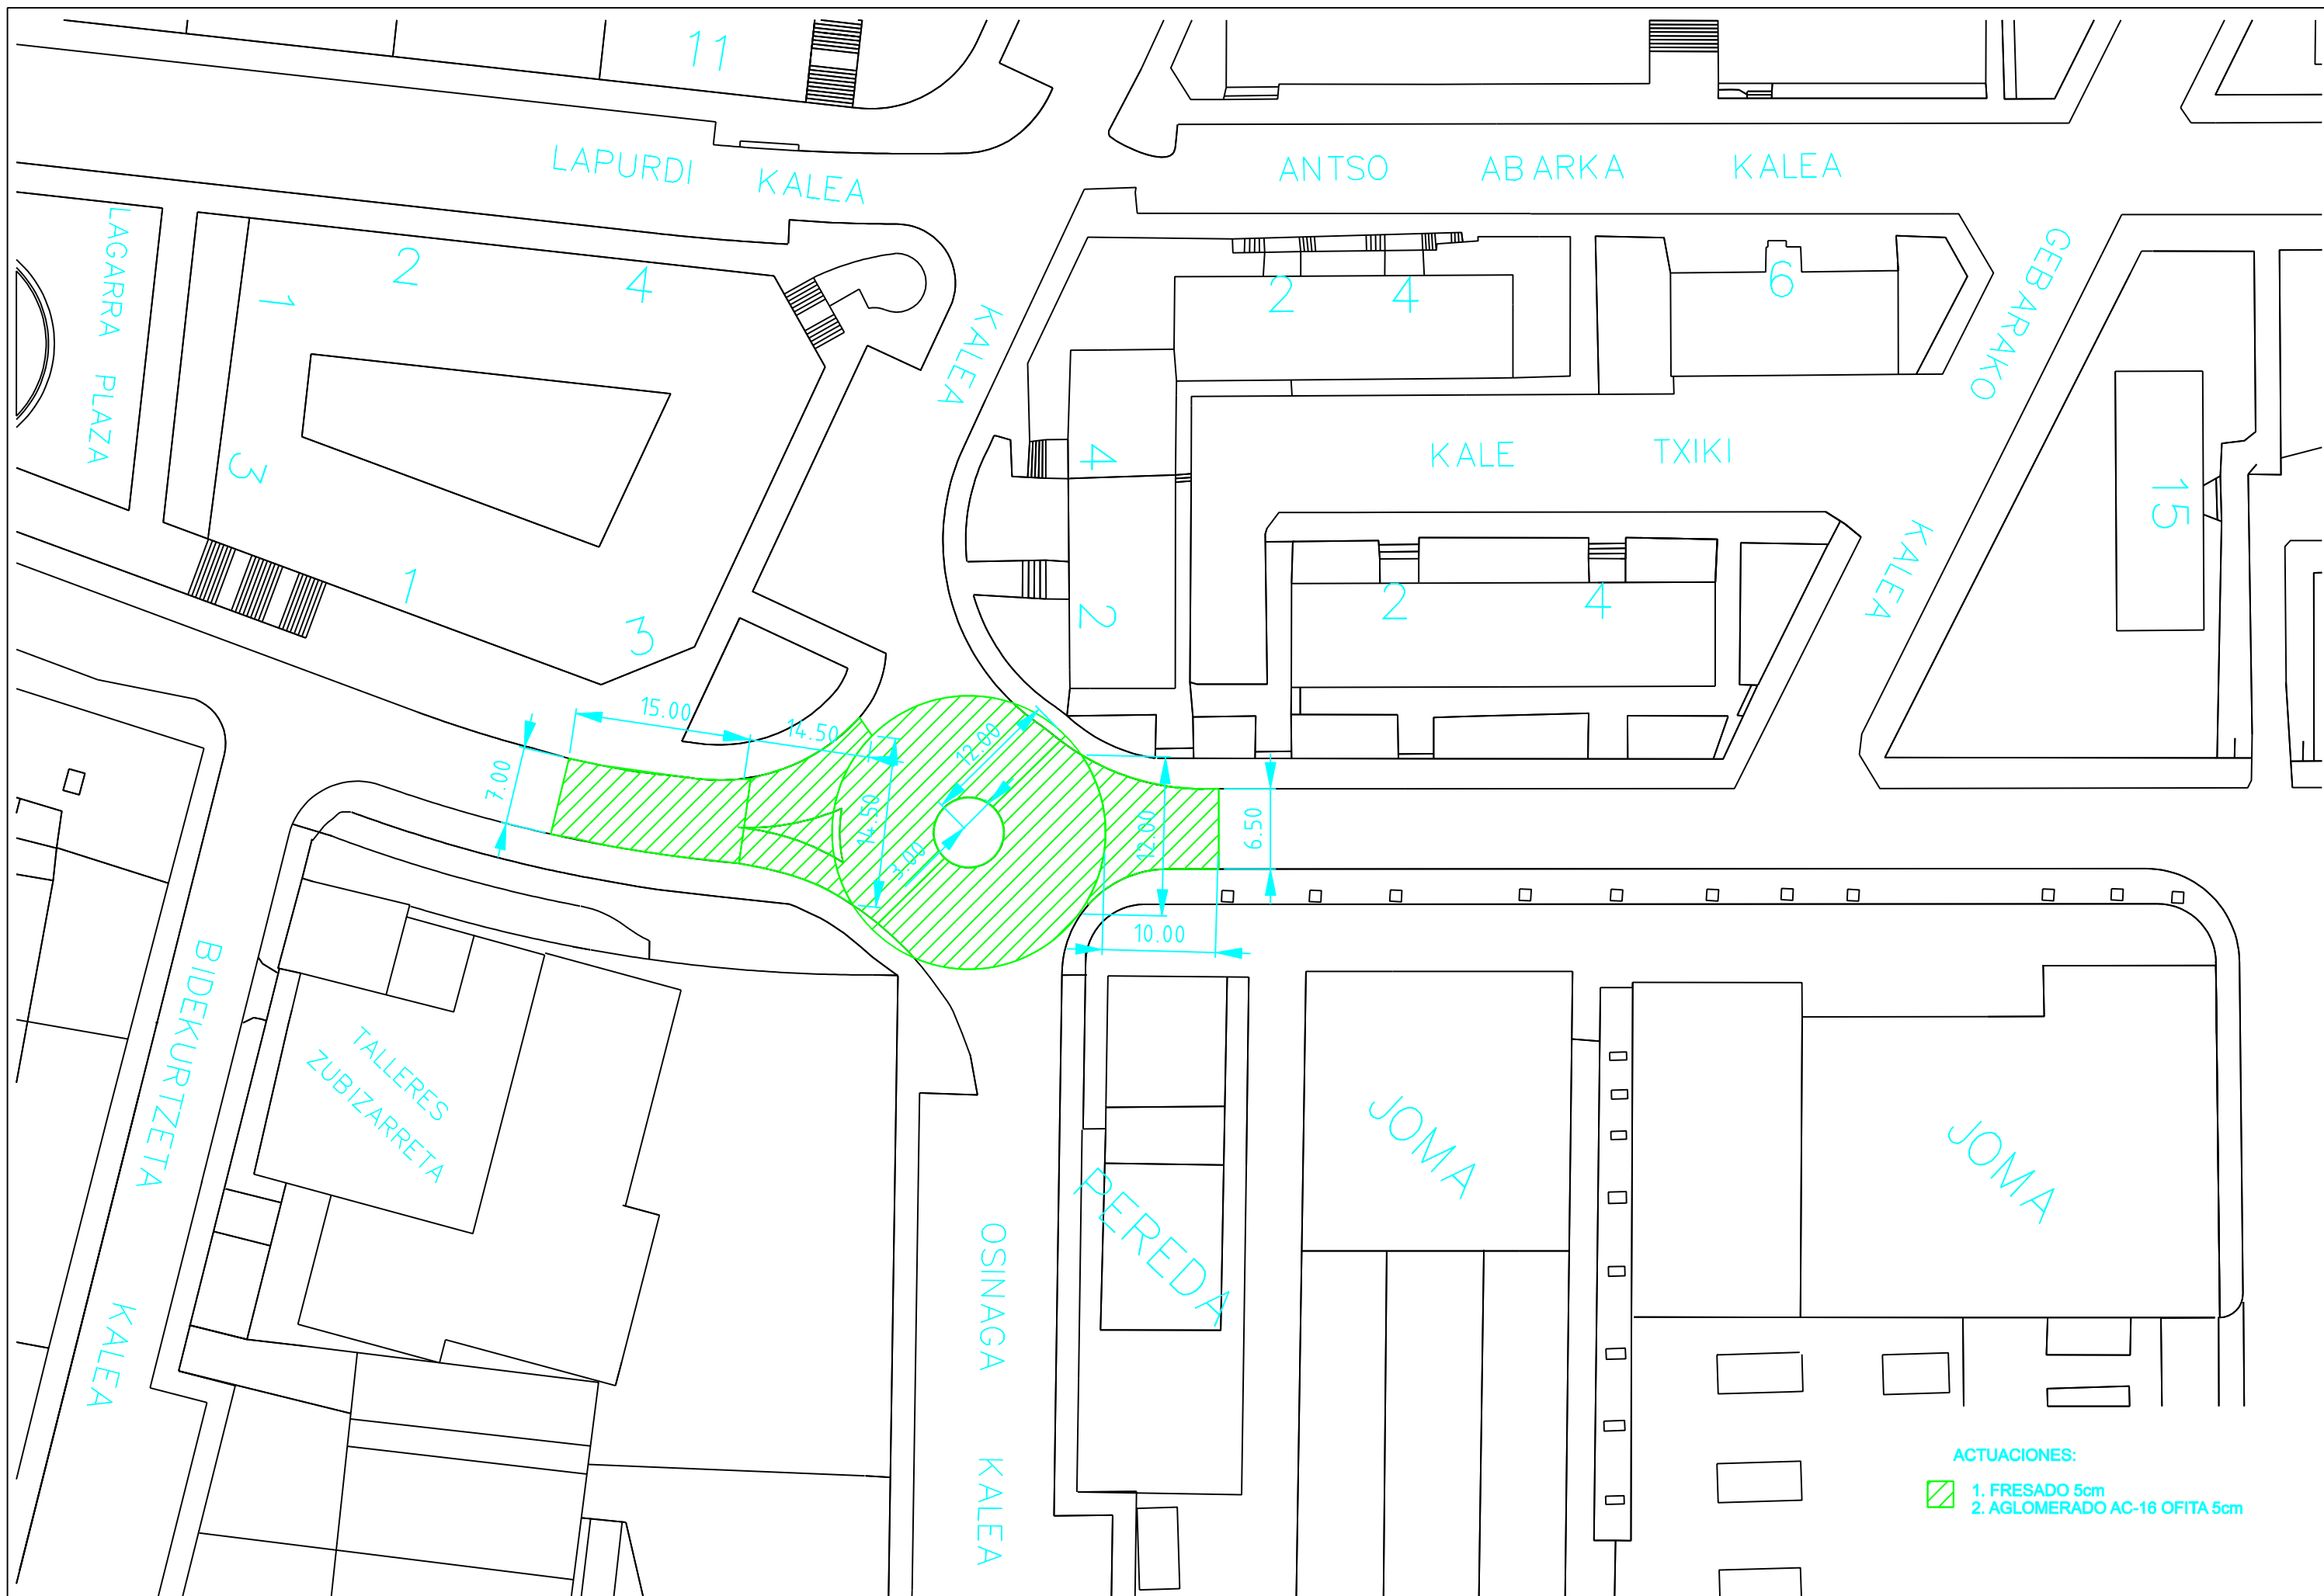 11
LAPURDI KALEA
ANTSO ABARKA KALEA
LAGARRA PLAZA
1
2
4
KALEA
2
4
6
GEBARAKO
KALEA
3
4
KALE TXIKI
15
1
3
2
2
4
15.00
14.50
12.00
7.00
14.50
3.00
12.00
6.50
10.00
BIDEKURTZETA
KALEA
TALLERES
ZUBIZARRETA
OSINAGA
KALEA
PEREDA
JOMA
JOMA
ACTUACIONES:
1. FRESADO 5cm
2. AGLOMERADO AC-16 OFITA 5cm